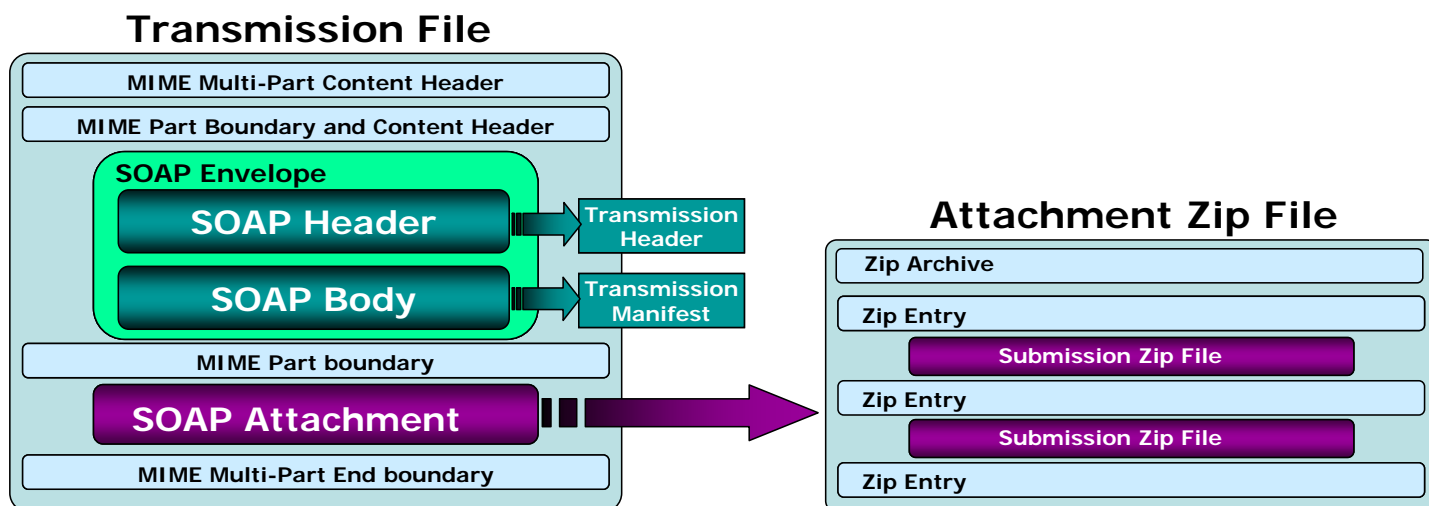 Transmission File
MIME Multi-Part Content Header
MIME Part Boundary and Content Header
SOAP Envelope
SOAP Header
Transmission
Header
SOAP Body
Transmission
Manifest
MIME Part boundary
SOAP Attachment
MIME Multi-Part End boundary
Attachment Zip File
Zip Archive
Zip Entry
Submission Zip File
Zip Entry
Submission Zip File
Zip Entry